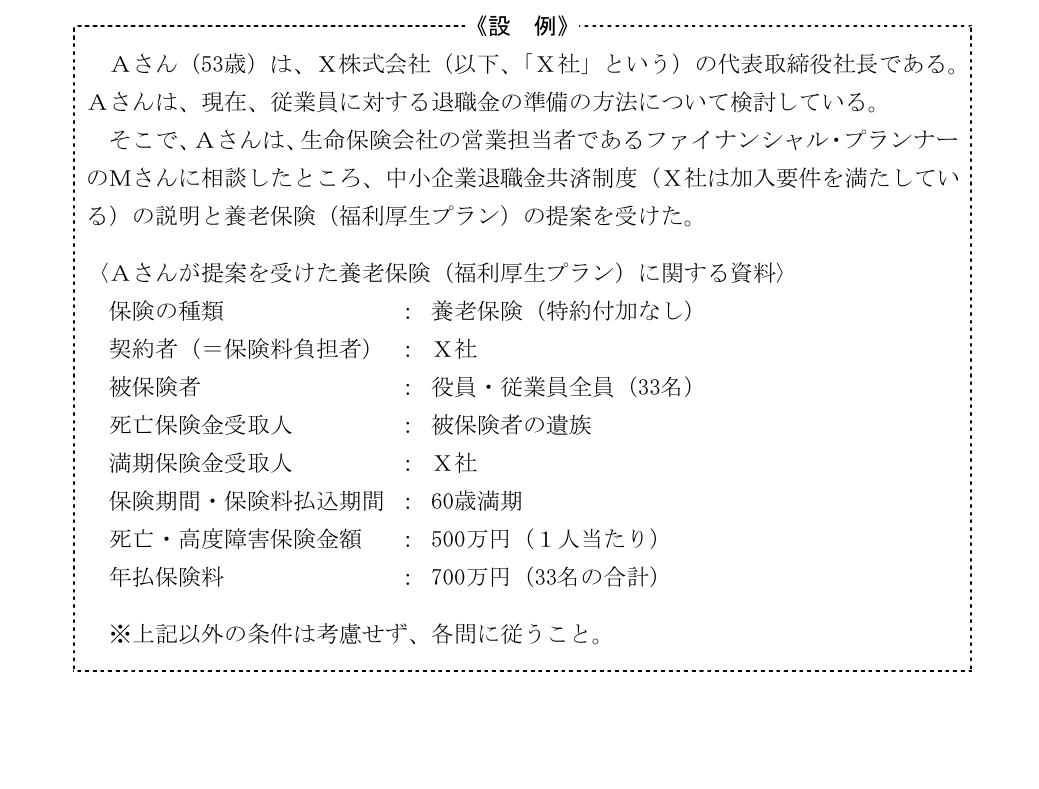 《設　例》
　Ａさん（53歳）は、Ｘ株式会社（以下、「Ｘ社」という）の代表取締役社長である。
Ａさんは、現在、従業員に対する退職金の準備の方法について検討している。
　そこで、Ａさんは、生命保険会社の営業担当者であるファイナンシャル・プランナー
のＭさんに相談したところ、中小企業退職金共済制度（Ｘ社は加入要件を満たしてい
る）の説明と養老保険（福利厚生プラン）の提案を受けた。
〈Ａさんが提案を受けた養老保険（福利厚生プラン）に関する資料〉
保険の種類　：　養老保険（特約付加なし）
契約者（＝保険料負担者）　：　Ｘ社
被保険者　：　役員・従業員全員（33名）
死亡保険金受取人　：　被保険者の遺族
満期保険金受取人　：　Ｘ社
保険期間・保険料払込期間　：　60歳満期
死亡・高度障害保険金額　：　500万円（１人当たり）
年払保険料　：　700万円（33名の合計）
※上記以外の条件は考慮せず、各問に従うこと。